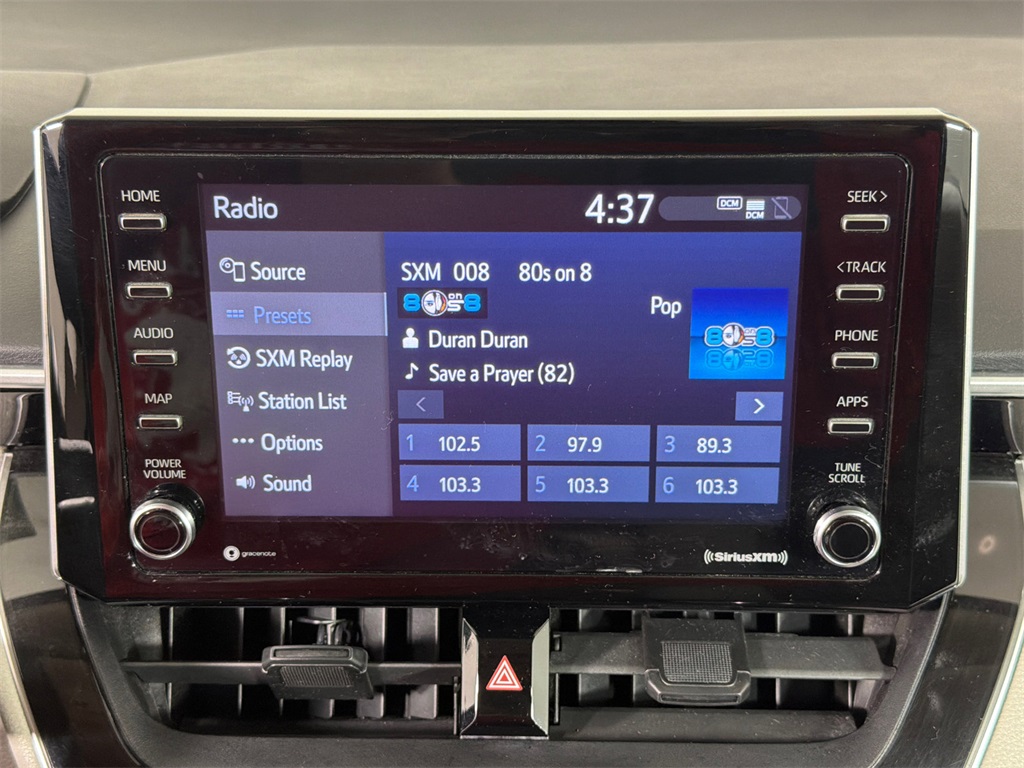 HOME
MENU
AUDIO
MAP
POWER
VOLUME
Radio
4:37
DCM
DCM
Source
Presets
SXM Replay
Station List
Options
Sound
SXM 008 80s on 8
80on8
Pop
80s8
Duran Duran
Save a Prayer (82)
< >
1 102.5 2 97.9 3 89.3
4 103.3 5 103.3 6 103.3
gracenote
SiriusXM
SEEK >
< TRACK
PHONE
APPS
TUNE
SCROLL